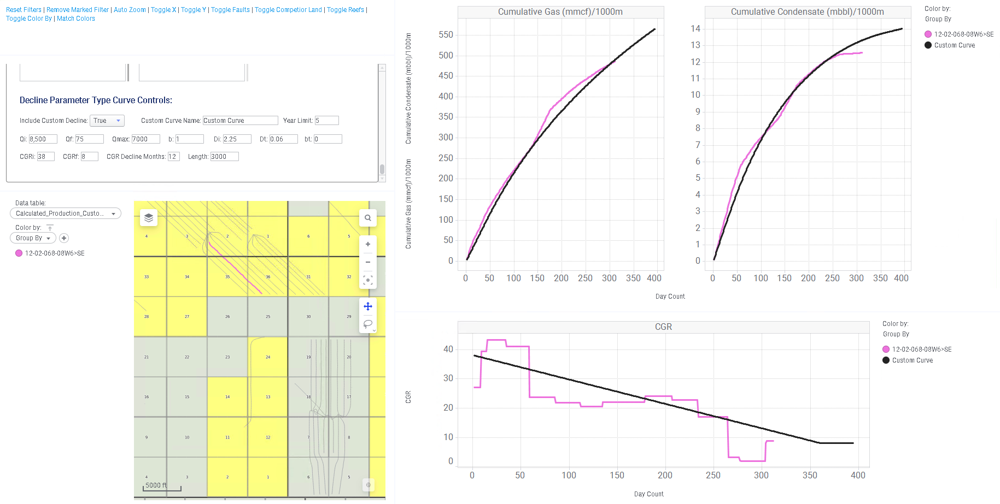 Reset Filters | Remove Marked Filter | Auto Zoom | Toggle X | Toggle Y | Toggle Faults | Toggle Competior Land | Toggle Reefs |
Toggle Color By | Match Colors
Decline Parameter Type Curve Controls:
Include Custom Decline: True Custom Curve Name: Custom Curve Year Limit: 5
Qi: 8,500 Qf: 75 Qmax: 7000 b: 1 Di: 2.25 Dt: 0.06 bt: 0
CGRi: 38 CGRf: 8 CGR Decline Months: 12 Length: 3000
Data table:
Calculated_Production_Custo...
Color by:
Group By
12-02-068-08W6>SE
4 3 2 1 6 5
33 34 35 36 31 32
28 27 26 25 30 29
21 22 23 24 19 20
16 15 14 13 18 17
9 10 11 12 7 8
4 3 2 1 6 5
5000 ft
Cumulative Gas (mmcf)/1000m
Cumulative Condensate (mbbl)/1000m
Cumulative Condensate (mbbl)/1000m
Cumulative Gas (mmcf)/1000m
550
500
450
400
350
300
250
200
150
100
50
0
0 50 100 150 200 250 300 350 400
14
13
12
11
10
9
8
7
6
5
4
3
2
1
0
0 50 100 150 200 250 300 350 400
Day Count
Color by:
Group By
12-02-068-08W6>SE
Custom Curve
CGR
CGR
40
30
20
10
0
0 50 100 150 200 250 300 350 400
Day Count
Color by:
Group By
12-02-068-08W6>SE
Custom Curve